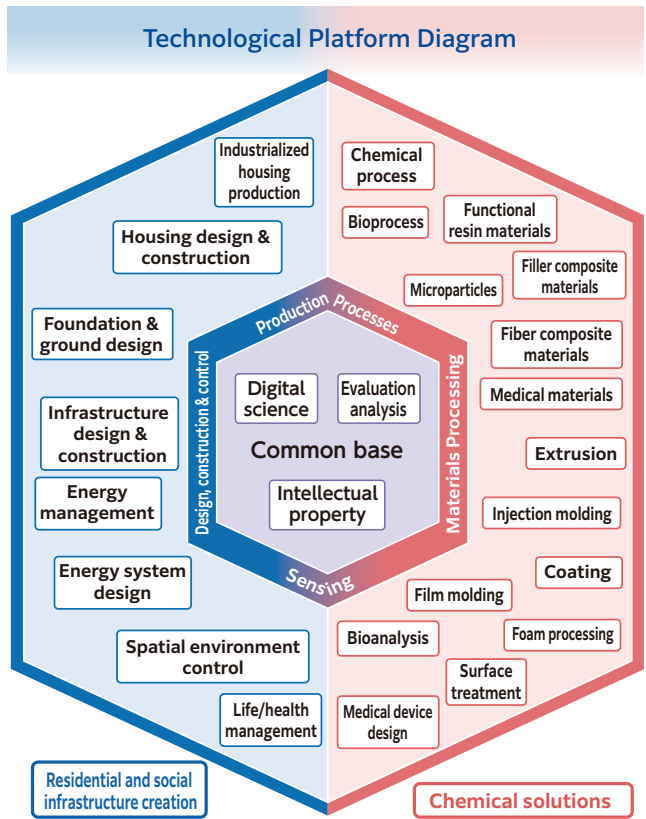 Technological Platform Diagram
Industrialized
housing
production
Housing design &
construction
Foundation &
ground design
Infrastructure
design &
construction
Energy
management
Energy system
design
Spatial environment
control
Life/health
management
Chemical
process
Bioprocess
Functional
resin materials
Microparticles
Filler composite
materials
Fiber composite
materials
Medical materials
Extrusion
Injection molding
Coating
Film molding
Foam processing
Bioanalysis
Surface
treatment
Medical device
design
Production Processes
Design, construction & control
Materials Processing
Sensing
Digital
science
Evaluation
analysis
Common base
Intellectual
property
Residential and social
infrastructure creation
Chemical solutions